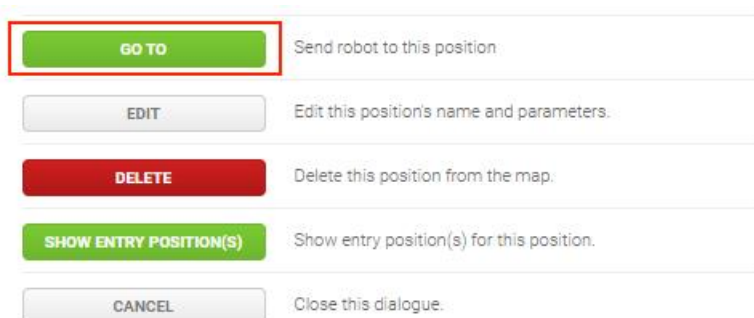 GO TO Send robot to this position
EDIT Edit this position's name and parameters.
DELETE Delete this position from the map.
SHOW ENTRY POSITION(S) Show entry position(s) for this position.
CANCEL Close this dialogue.